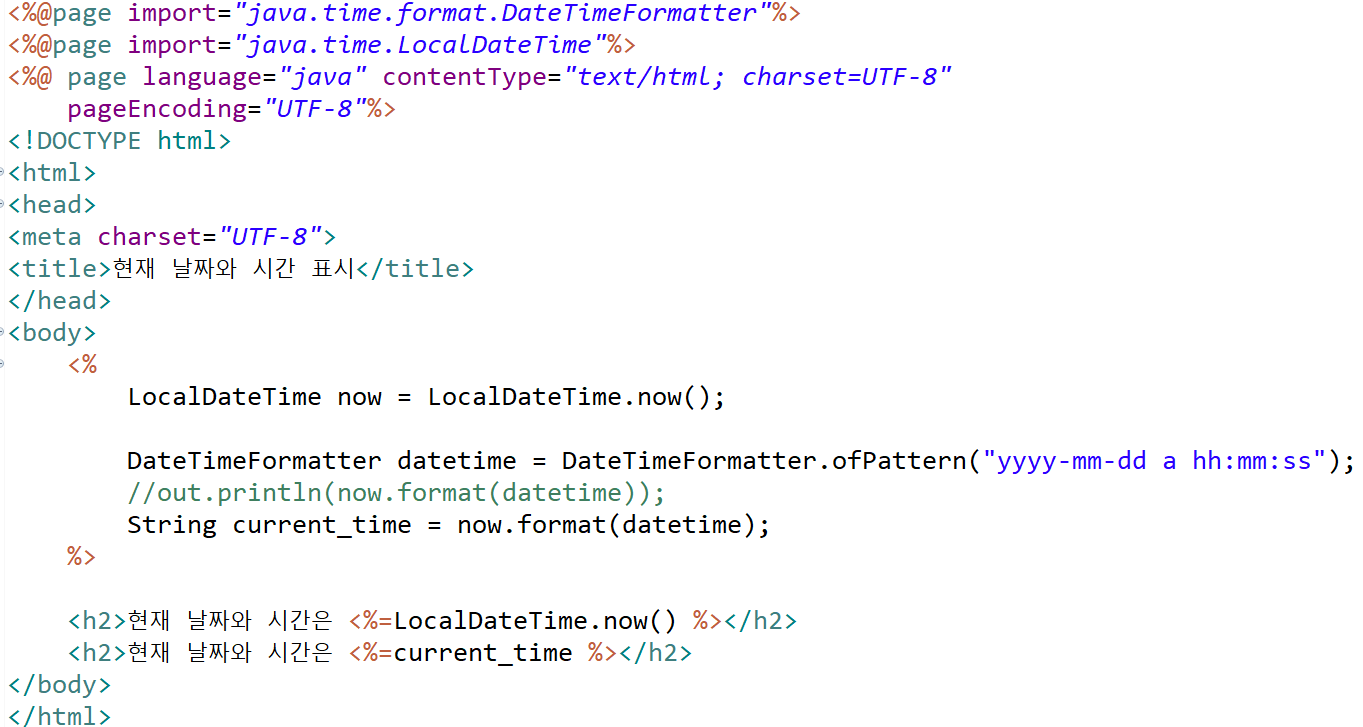 <%@page import="java.time.format.DateTimeFormatter"%>
<%@page import="java.time.LocalDateTime"%>
<%@ page language="java" contentType="text/html; charset=UTF-8"
    pageEncoding="UTF-8"%>
<!DOCTYPE html>
<html>
<head>
<meta charset="UTF-8">
<title>현재 날짜와 시간 표시</title>
</head>
<body>
    <%
        LocalDateTime now = LocalDateTime.now();
        DateTimeFormatter datetime = DateTimeFormatter.ofPattern("yyyy-mm-dd a hh:mm:ss");
        //out.println(now.format(datetime));
        String current_time = now.format(datetime);
    %>
    <h2>현재 날짜와 시간은 <%=LocalDateTime.now() %></h2>
    <h2>현재 날짜와 시간은 <%=current_time %></h2>
</body>
</html>